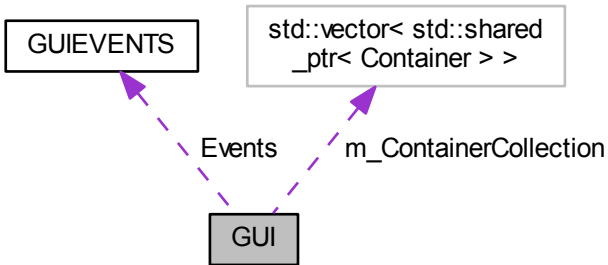 GUIEVENTS
std::vector< std::shared
_ptr< Container > >
Events
m_ContainerCollection
GUI